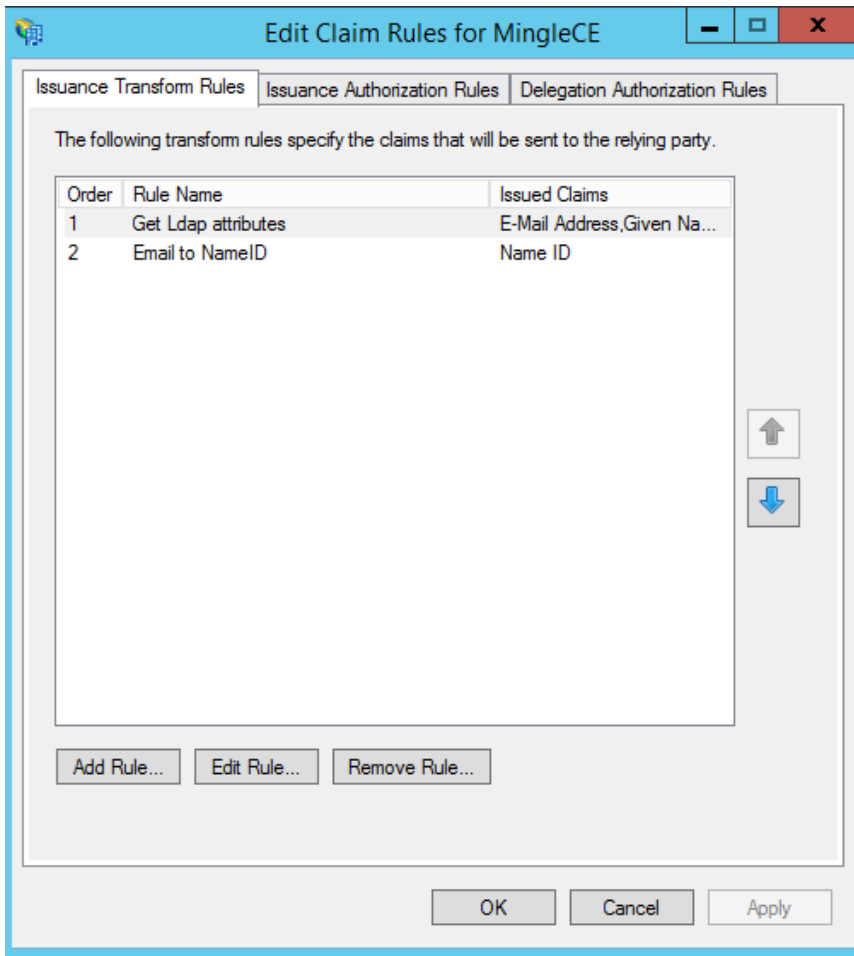 Edit Claim Rules for MingleCE
Issuance Transform Rules Issuance Authorization Rules Delegation Authorization Rules
The following transform rules specify the claims that will be sent to the relying party.
Order Rule Name Issued Claims
1 Get Ldap attributes E-Mail Address,Given Na...
2 Email to NameID Name ID
Add Rule... Edit Rule... Remove Rule...
OK Cancel Apply